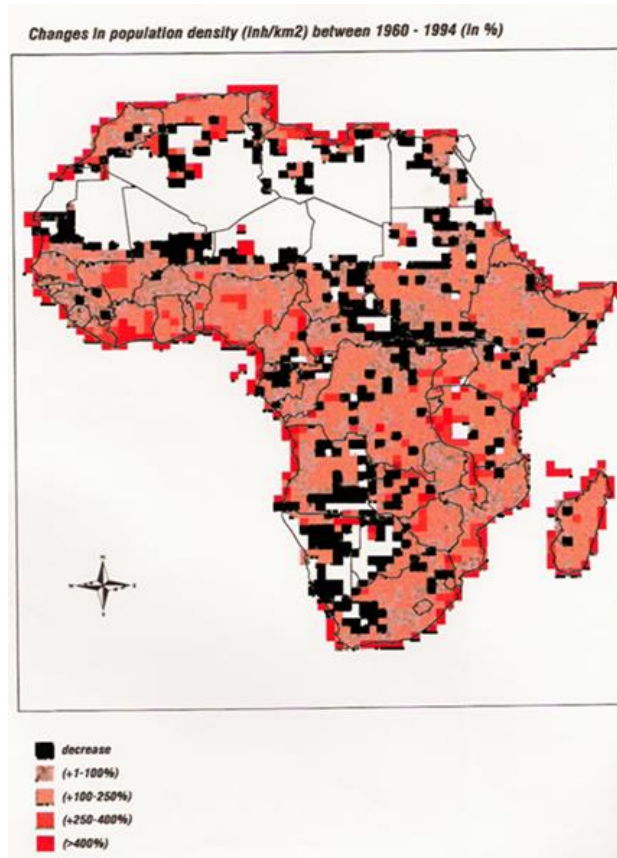 Changes in population density (inh/km2) between 1960 - 1994 (in %)
N
W
E
S
decrease
(+1-100%)
(+100-250%)
(+250-400%)
(>400%)